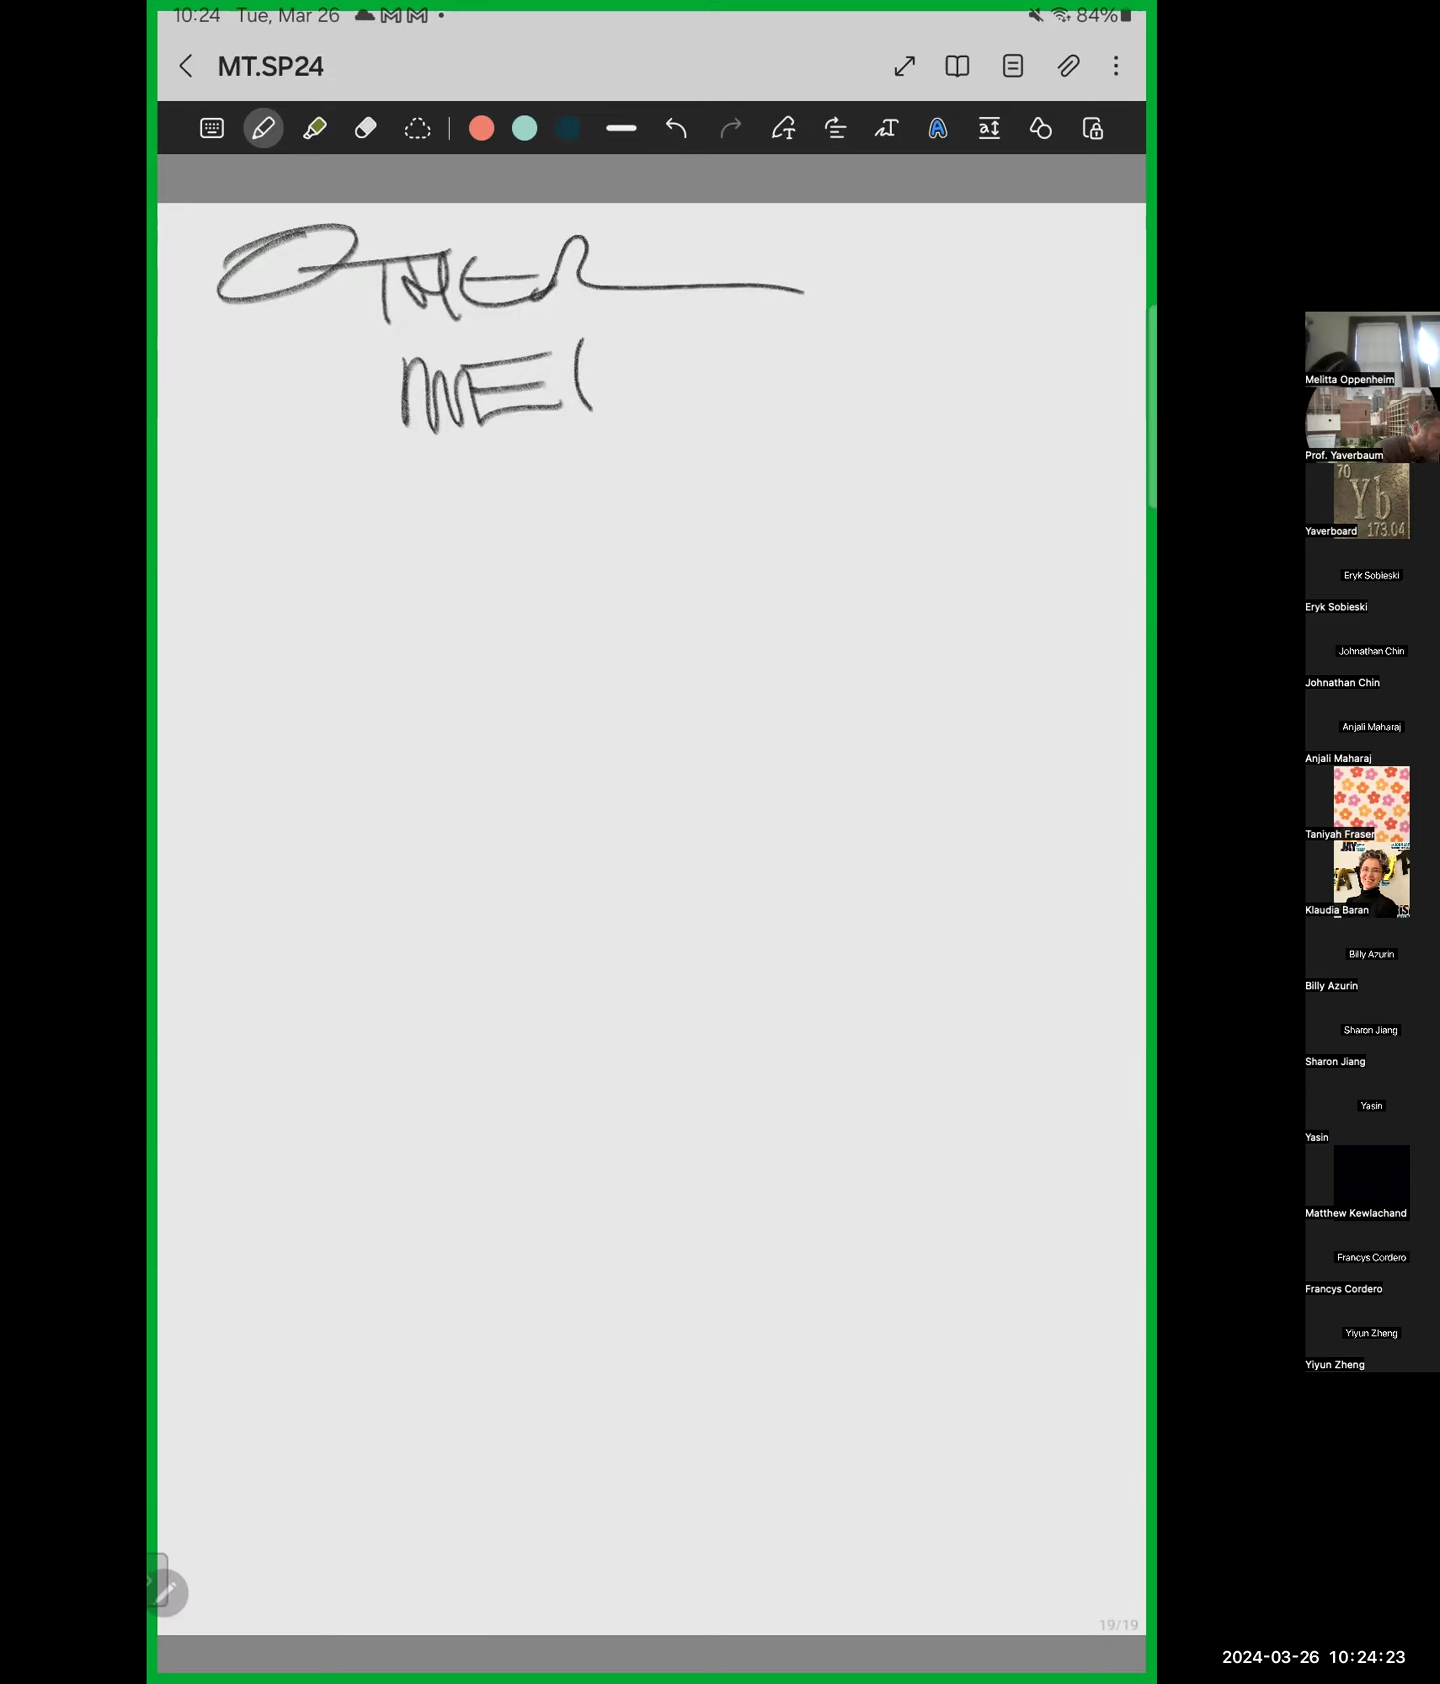 10:24 Tue, Mar 26
84%
MT.SP24
OTHER
ME
19/19
Melitta Oppenheim
Prof. Yaverbaum
70
Yb
173.04
Yaverboard
Eryk Sobieski
Eryk Sobieski
Johnathan Chin
Johnathan Chin
Anjali Maharaj
Anjali Maharaj
Taniyah Fraser
JAY
Klaudia Baran
Billy Azurin
Billy Azurin
Sharon Jiang
Sharon Jiang
Yasin
Yasin
Matthew Kewlachand
Francys Cordero
Francys Cordero
Yiyun Zheng
Yiyun Zheng
2024-03-26 10:24:23